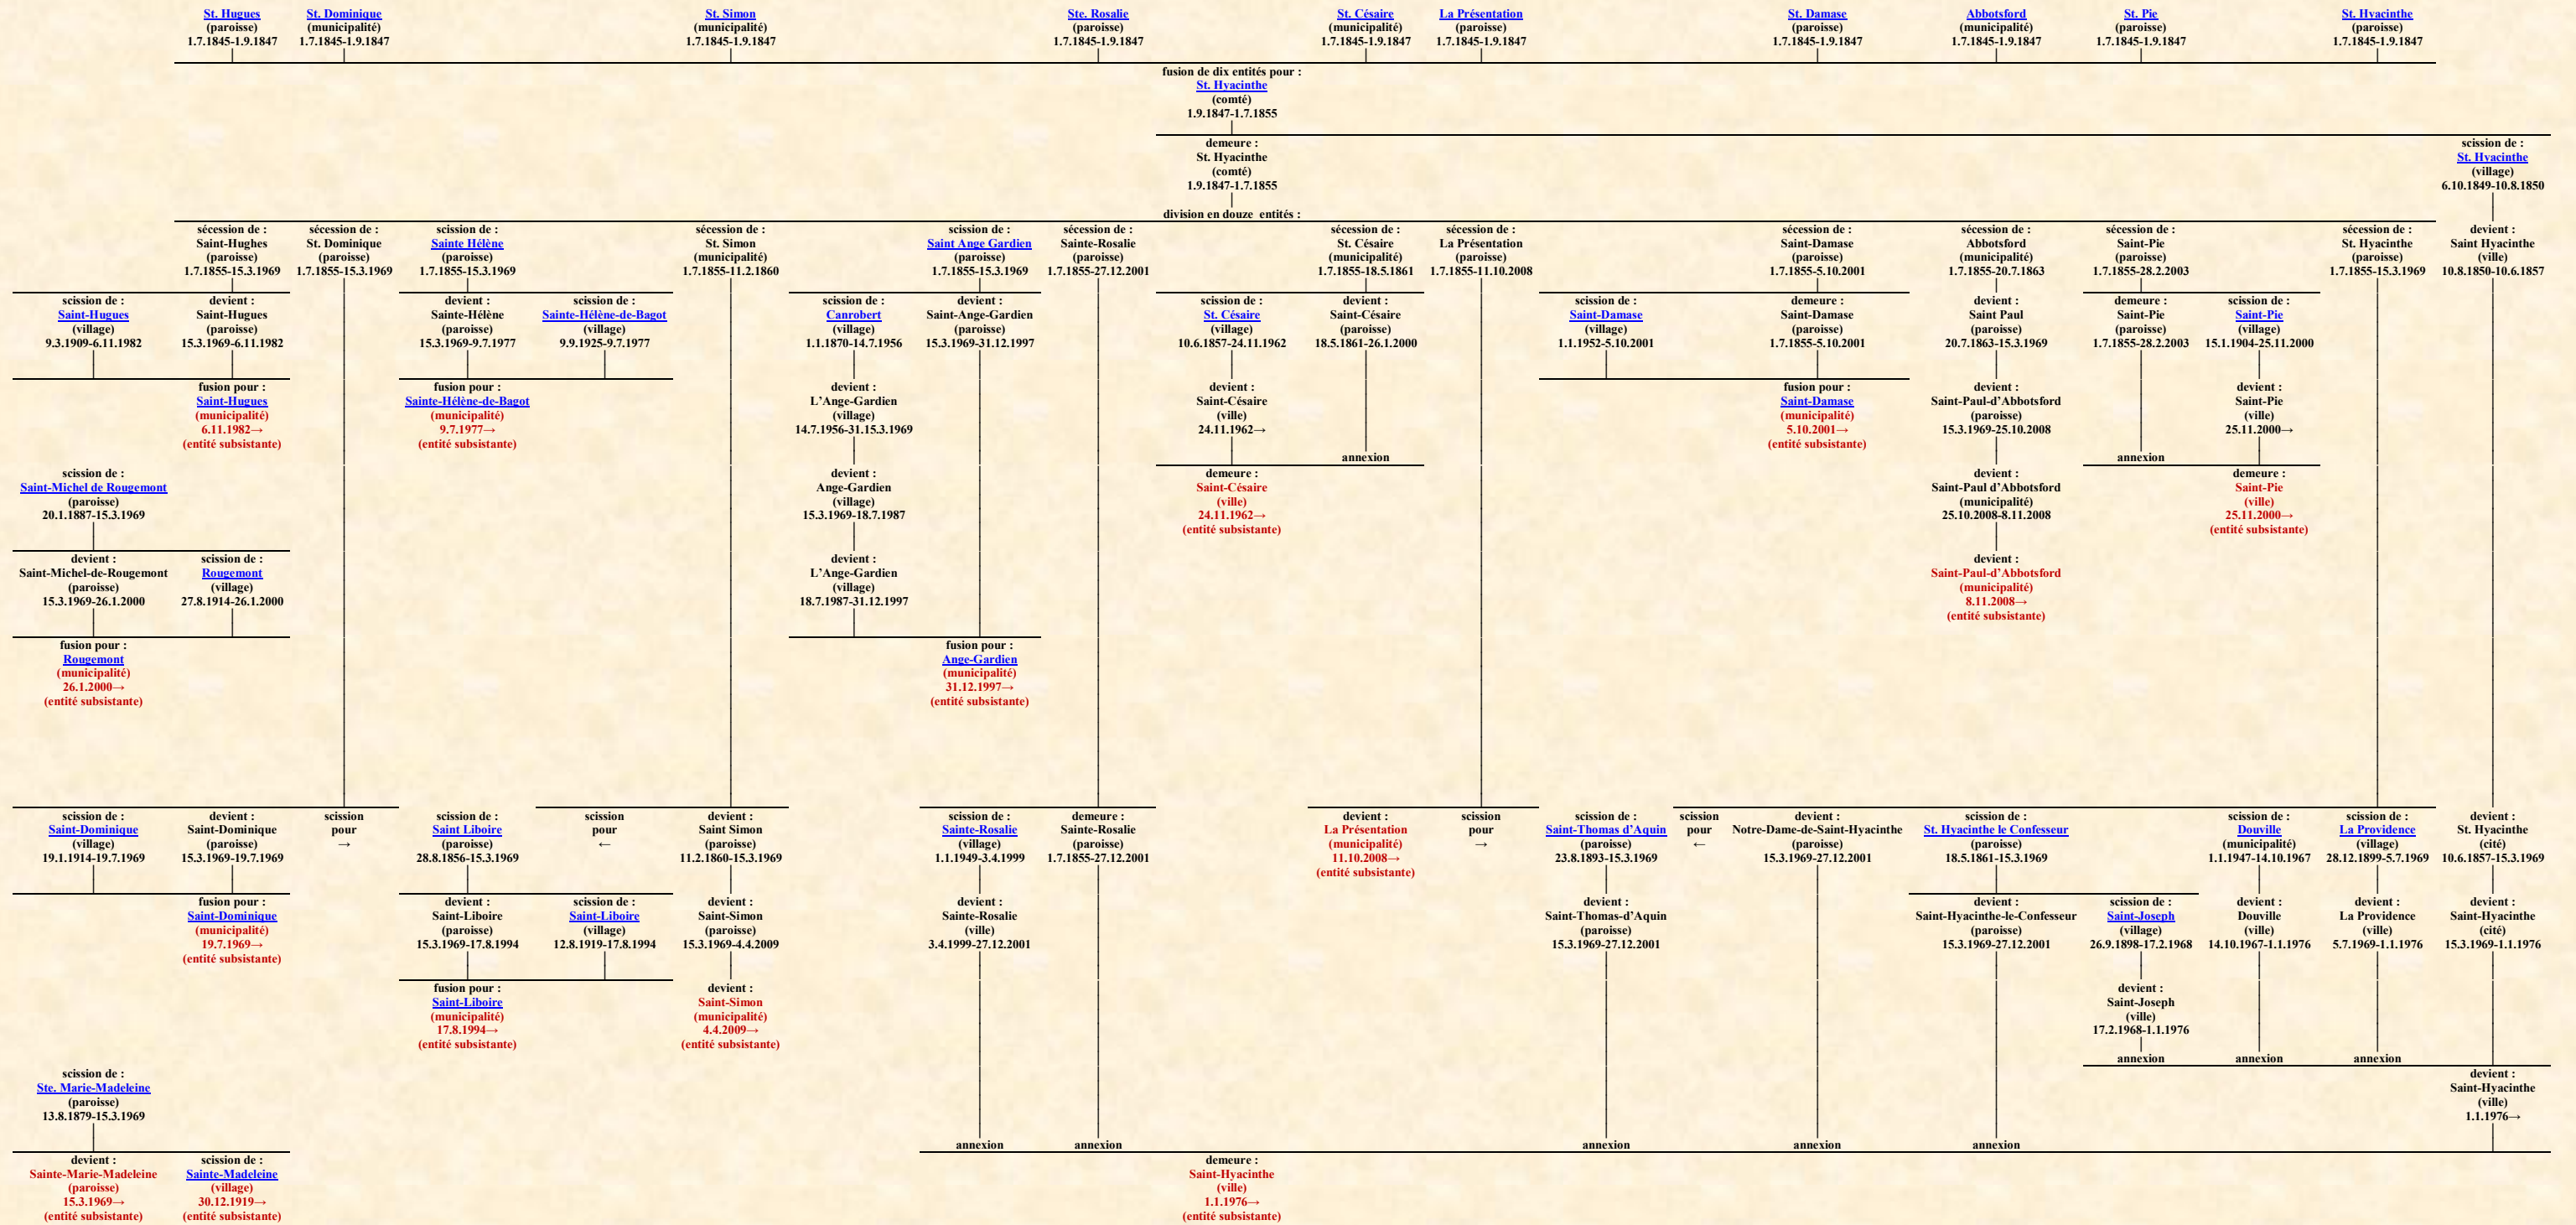 St. Hugues
(paroisse)
1.7.1845-1.9.1847
St. Dominique
(municipalité)
1.7.1845-1.9.1847
St. Simon
(municipalité)
1.7.1845-1.9.1847
Ste. Rosalie
(paroisse)
1.7.1845-1.9.1847
St. Césaire
(municipalité)
1.7.1845-1.9.1847
La Présentation
(paroisse)
1.7.1845-1.9.1847
St. Damase
(paroisse)
1.7.1845-1.9.1847
Abbotsford
(municipalité)
1.7.1845-1.9.1847
St. Pie
(paroisse)
1.7.1845-1.9.1847
St. Hyacinthe
(paroisse)
1.7.1845-1.9.1847
fusion de dix entités pour :
St. Hyacinthe
(comté)
1.9.1847-1.7.1855
demeure :
St. Hyacinthe
(comté)
1.9.1847-1.7.1855
scission de :
St. Hyacinthe
(village)
6.10.1849-10.8.1850
division en douze entités :
sécession de :
Saint-Hughes
(paroisse)
1.7.1855-15.3.1969
sécession de :
St. Dominique
(paroisse)
1.7.1855-15.3.1969
scission de :
Sainte Hélène
(paroisse)
1.7.1855-15.3.1969
sécession de :
St. Simon
(municipalité)
1.7.1855-11.2.1860
scission de :
Saint Ange Gardien
(paroisse)
1.7.1855-15.3.1969
sécession de :
Sainte-Rosalie
(paroisse)
1.7.1855-27.12.2001
sécession de :
St. Césaire
(municipalité)
1.7.1855-18.5.1861
sécession de :
La Présentation
(paroisse)
1.7.1855-11.10.2008
sécession de :
Saint-Damase
(paroisse)
1.7.1855-5.10.2001
sécession de :
Abbotsford
(municipalité)
1.7.1855-20.7.1863
sécession de :
Saint-Pie
(paroisse)
1.7.1855-28.2.2003
sécession de :
St. Hyacinthe
(paroisse)
1.7.1855-15.3.1969
devient :
Saint Hyacinthe
(ville)
10.8.1850-10.6.1857
scission de :
Saint-Hugues
(village)
9.3.1909-6.11.1982
devient :
Saint-Hugues
(paroisse)
15.3.1969-6.11.1982
devient :
Sainte-Hélène
(paroisse)
15.3.1969-9.7.1977
scission de :
Sainte-Hélène-de-Bagot
(village)
9.9.1925-9.7.1977
scission de :
Canrobert
(village)
1.1.1870-14.7.1956
devient :
Saint-Ange-Gardien
(paroisse)
15.3.1969-31.12.1997
scission de :
St. Césaire
(village)
10.6.1857-24.11.1962
devient :
Saint-Césaire
(paroisse)
18.5.1861-26.1.2000
scission de :
Saint-Damase
(village)
1.1.1952-5.10.2001
demeure :
Saint-Damase
(paroisse)
1.7.1855-5.10.2001
devient :
Saint Paul
(paroisse)
20.7.1863-15.3.1969
demeure :
Saint-Pie
(paroisse)
1.7.1855-28.2.2003
scission de :
Saint-Pie
(village)
15.1.1904-25.11.2000
fusion pour :
Saint-Hugues
(municipalité)
6.11.1982→
(entité subsistante)
fusion pour :
Sainte-Hélène-de-Bagot
(municipalité)
9.7.1977→
(entité subsistante)
devient :
L'Ange-Gardien
(village)
14.7.1956-31.15.3.1969
devient :
Saint-Césaire
(ville)
24.11.1962→
annexion
fusion pour :
Saint-Damase
(municipalité)
5.10.2001→
(entité subsistante)
devient :
Saint-Paul-d'Abbotsford
(paroisse)
15.3.1969-25.10.2008
annexion
devient :
Saint-Pie
(ville)
25.11.2000→
scission de :
Saint-Michel de Rougemont
(paroisse)
20.1.1887-15.3.1969
devient :
Ange-Gardien
(village)
15.3.1969-18.7.1987
demeure :
Saint-Césaire
(ville)
24.11.1962→
(entité subsistante)
devient :
Saint-Paul d'Abbotsford
(municipalité)
25.10.2008-8.11.2008
demeure :
Saint-Pie
(ville)
25.11.2000→
(entité subsistante)
devient :
Saint-Michel-de-Rougemont
(paroisse)
15.3.1969-26.1.2000
scission de :
Rougemont
(village)
27.8.1914-26.1.2000
devient :
L'Ange-Gardien
(village)
18.7.1987-31.12.1997
devient :
Saint-Paul-d'Abbotsford
(municipalité)
8.11.2008→
(entité subsistante)
fusion pour :
Rougemont
(municipalité)
26.1.2000→
(entité subsistante)
fusion pour :
Ange-Gardien
(municipalité)
31.12.1997→
(entité subsistante)
scission de :
Saint-Dominique
(village)
19.1.1914-19.7.1969
devient :
Saint-Dominique
(paroisse)
15.3.1969-19.7.1969
scission
pour
→
scission de :
Saint Liboire
(paroisse)
28.8.1856-15.3.1969
scission
pour
←
devient :
Saint Simon
(paroisse)
11.2.1860-15.3.1969
scission de :
Sainte-Rosalie
(village)
1.1.1949-3.4.1999
demeure :
Sainte-Rosalie
(paroisse)
1.7.1855-27.12.2001
devient :
La Présentation
(municipalité)
11.10.2008→
(entité subsistante)
scission
pour
→
scission de :
Saint-Thomas d'Aquin
(paroisse)
23.8.1893-15.3.1969
scission
pour
←
devient :
Notre-Dame-de-Saint-Hyacinthe
(paroisse)
15.3.1969-27.12.2001
scission de :
St. Hyacinthe le Confesseur
(paroisse)
18.5.1861-15.3.1969
scission de :
Douville
(municipalité)
1.1.1947-14.10.1967
scission de :
La Providence
(village)
28.12.1899-5.7.1969
devient :
St. Hyacinthe
(cité)
10.6.1857-15.3.1969
fusion pour :
Saint-Dominique
(municipalité)
19.7.1969→
(entité subsistante)
devient :
Saint-Liboire
(paroisse)
15.3.1969-17.8.1994
scission de :
Saint-Liboire
(village)
12.8.1919-17.8.1994
devient :
Saint-Simon
(paroisse)
15.3.1969-4.4.2009
devient :
Sainte-Rosalie
(ville)
3.4.1999-27.12.2001
devient :
Saint-Thomas-d'Aquin
(paroisse)
15.3.1969-27.12.2001
devient :
Saint-Hyacinthe-le-Confesseur
(paroisse)
15.3.1969-27.12.2001
scission de :
Saint-Joseph
(village)
26.9.1898-17.2.1968
devient :
Douville
(ville)
14.10.1967-1.1.1976
devient :
La Providence
(ville)
5.7.1969-1.1.1976
devient :
Saint-Hyacinthe
(cité)
15.3.1969-1.1.1976
fusion pour :
Saint-Liboire
(municipalité)
17.8.1994→
(entité subsistante)
devient :
Saint-Simon
(municipalité)
4.4.2009→
(entité subsistante)
devient :
Saint-Joseph
(ville)
17.2.1968-1.1.1976
annexion
annexion
annexion
scission de :
Ste. Marie-Madeleine
(paroisse)
13.8.1879-15.3.1969
devient :
Saint-Hyacinthe
(ville)
1.1.1976→
annexion
annexion
annexion
annexion
annexion
devient :
Sainte-Marie-Madeleine
(paroisse)
15.3.1969→
(entité subsistante)
scission de :
Sainte-Madeleine
(village)
30.12.1919→
(entité subsistante)
demeure :
Saint-Hyacinthe
(ville)
1.1.1976→
(entité subsistante)